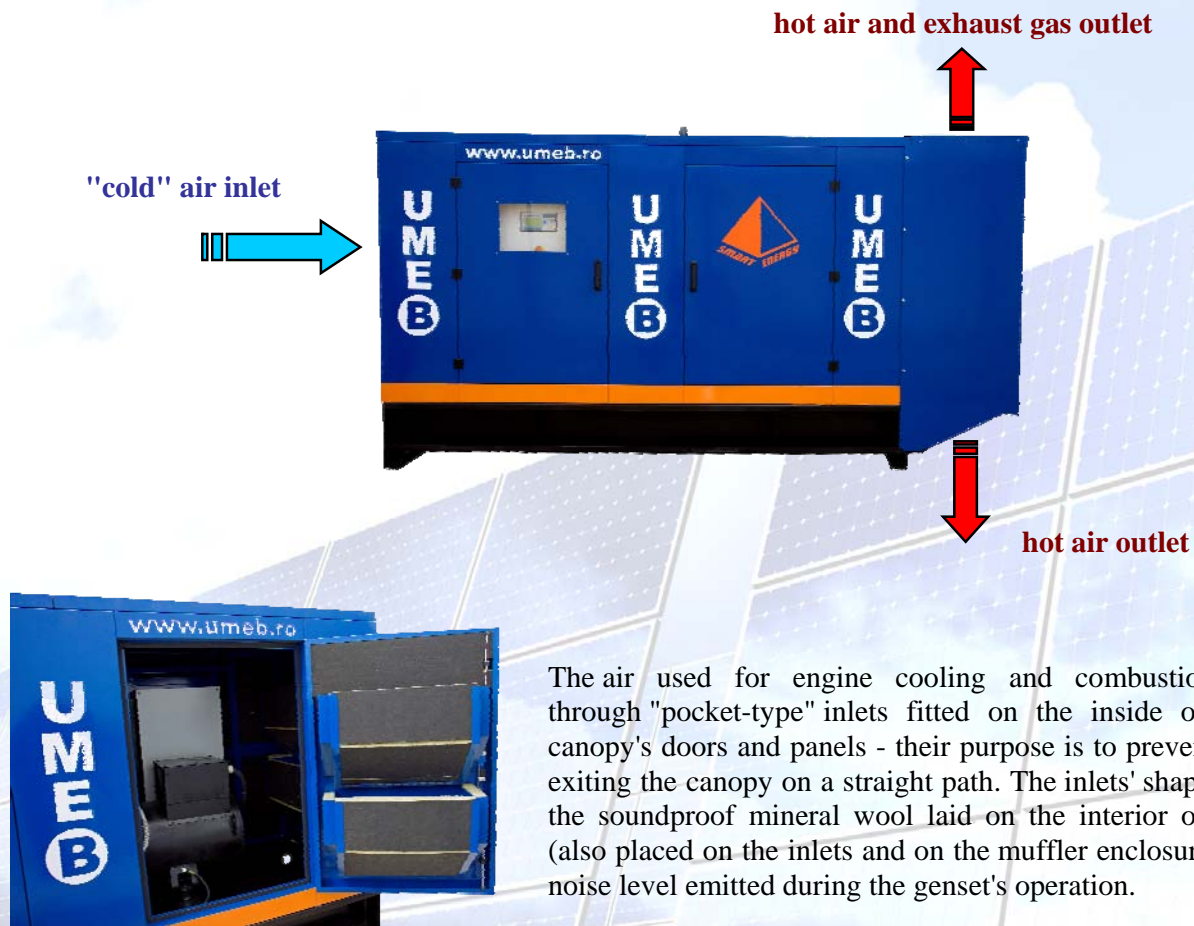 hot air and exhaust gas outlet
"cold" air inlet
www.umeb.ro
UMEB
UMEB
UMEB
SMART ENERGY
hot air outlet
www.umeb.ro
UMEB
The air used for engine cooling and
through "pocket-type" inlets fitted on the inside
canopy's doors and panels - their purpose is to
exiting the canopy on a straight path. The inlets'
the soundproof mineral wool laid on the interior
(also placed on the inlets and on the muffler
noise level emitted during the genset's operation.